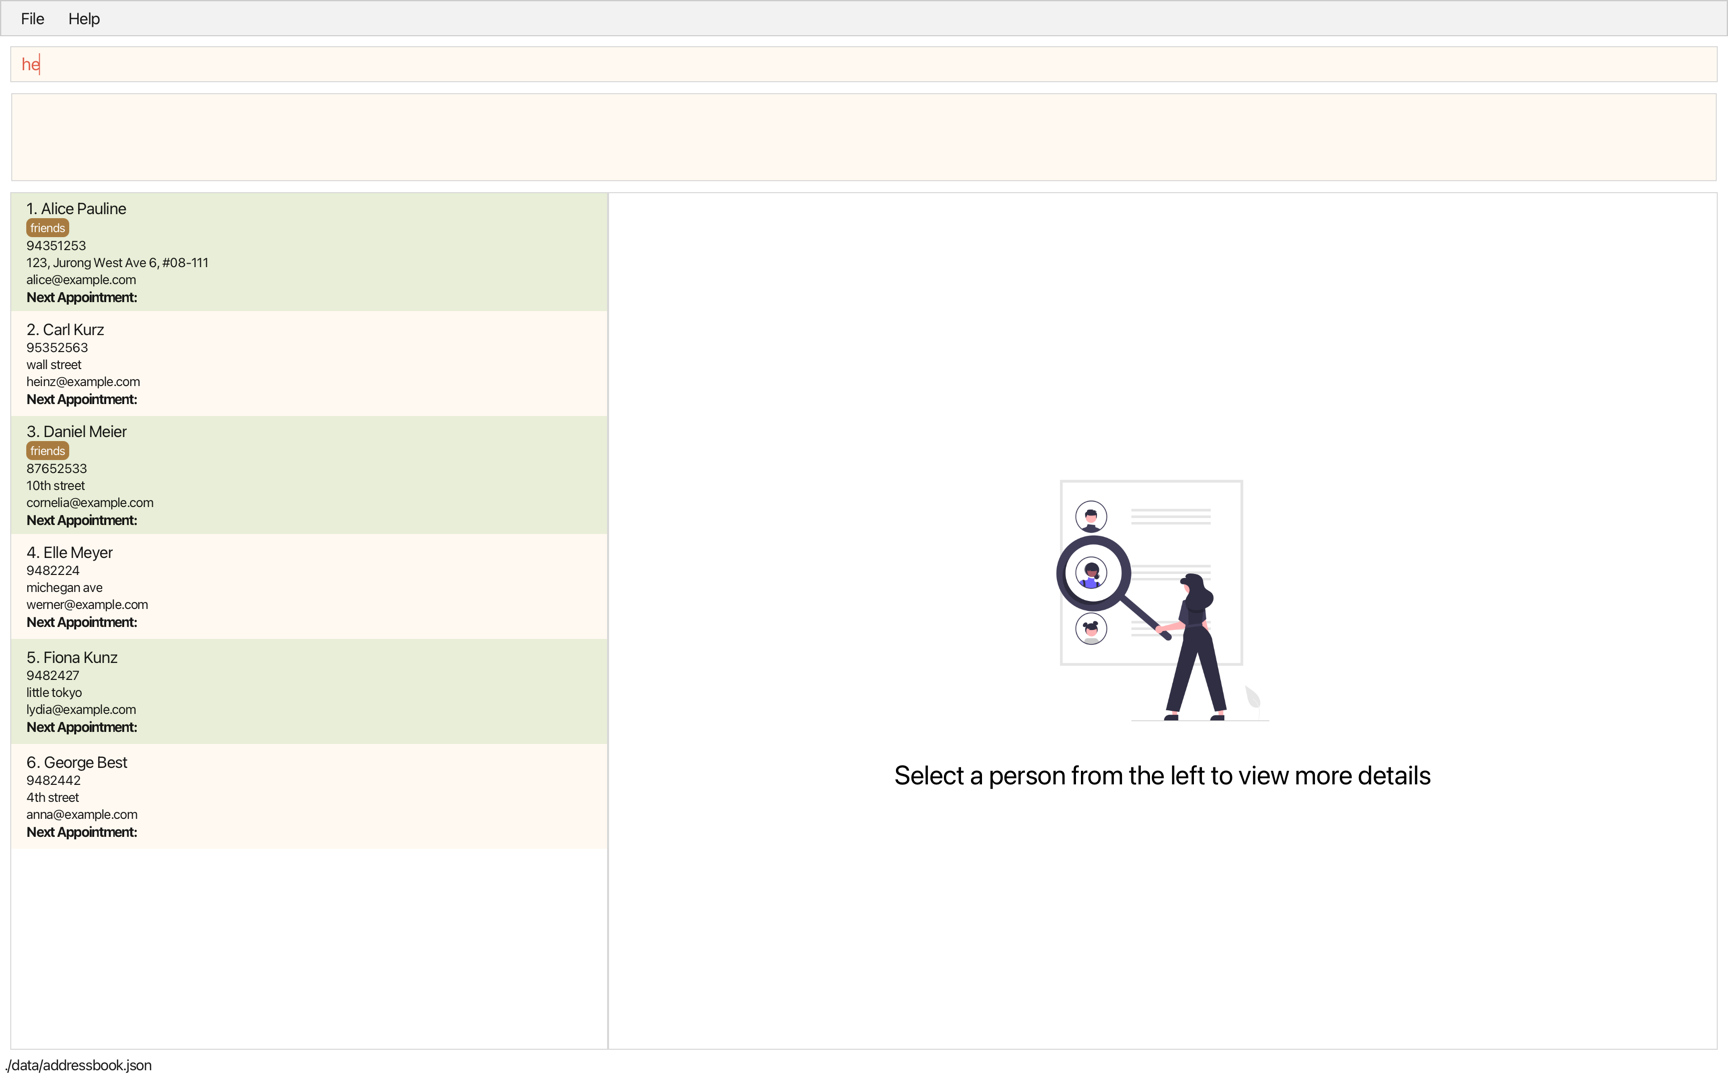 File Help
he
1. Alice Pauline
friends
94351253
123, Jurong West Ave 6, #08-111
alice@example.com
Next Appointment:
2. Carl Kurz
95352563
wall street
heinz@example.com
Next Appointment:
3. Daniel Meier
friends
87652533
10th street
cornelia@example.com
Next Appointment:
4. Elle Meyer
9482224
michegan ave
werner@example.com
Next Appointment:
5. Fiona Kunz
9482427
little tokyo
lydia@example.com
Next Appointment:
6. George Best
9482442
4th street
anna@example.com
Next Appointment:
Select a person from the left to view more details
./data/addressbook.json